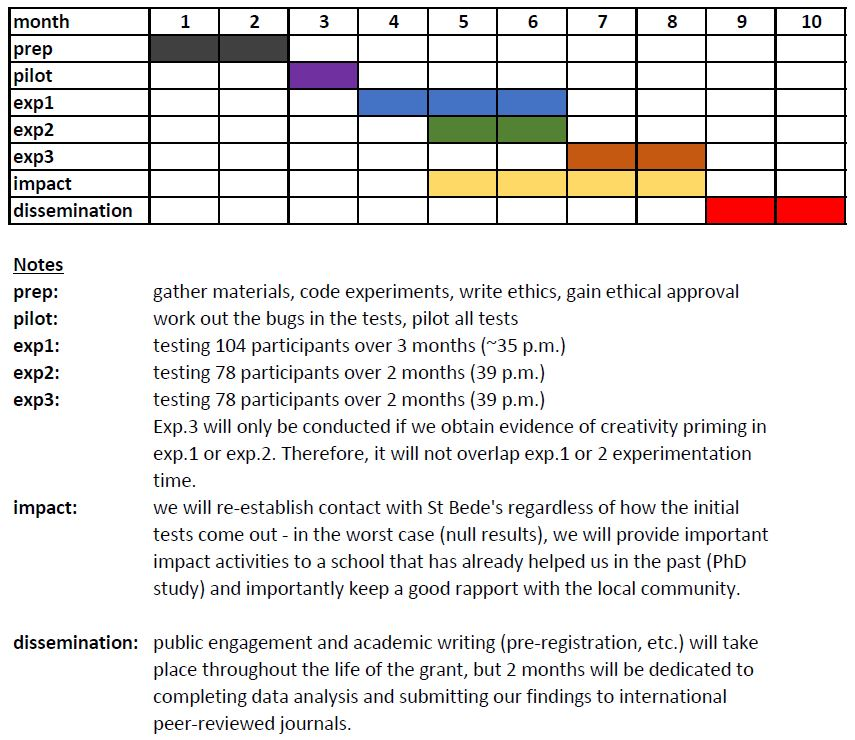 month 1 2 3 4 5 6 7 8 9 10
prep
pilot
exp1
exp2
exp3
impact
dissemination
Notes
prep: gather materials, code experiments, write ethics, gain ethical approval
pilot: work out the bugs in the tests, pilot all tests
exp1: testing 104 participants over 3 months (~35 p.m.)
exp2: testing 78 participants over 2 months (39 p.m.)
exp3: testing 78 participants over 2 months (39 p.m.)
Exp.3 will only be conducted if we obtain evidence of creativity priming in
exp.1 or exp.2. Therefore, it will not overlap exp.1 or 2 experimentation
time.
impact: we will re-establish contact with St Bede's regardless of how the initial
tests come out - in the worst case (null results), we will provide important
impact activities to a school that has already helped us in the past (PhD
study) and importantly keep a good rapport with the local community.
dissemination: public engagement and academic writing (pre-registration, etc.) will take
place throughout the life of the grant, but 2 months will be dedicated to
completing data analysis and submitting our findings to international
peer-reviewed journals.